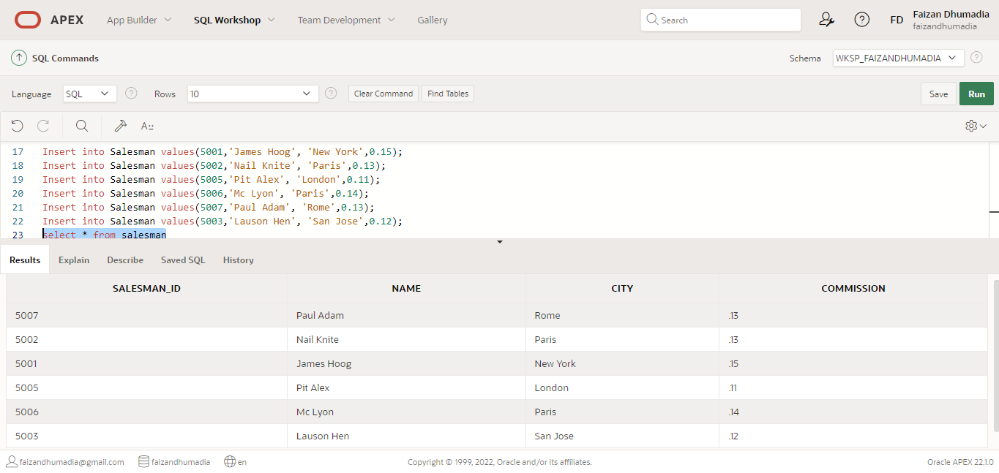 APEX App Builder SQL Workshop Team Development Gallery Search FD Faizan Dhumadia
faizandhumadia
SQL Commands Schema WKSP_FAIZANDHUMADIA
Language SQL Rows 10 Clear Command Find Tables Save Run
A::
17 Insert into Salesman values(5001,'James Hoog', 'New York',0.15);
18 Insert into Salesman values(5002,'Nail Knite', 'Paris',0.13);
19 Insert into Salesman values(5005,'Pit Alex', 'London',0.11);
20 Insert into Salesman values(5006,'Mc Lyon', 'Paris',0.14);
21 Insert into Salesman values(5007,'Paul Adam', 'Rome',0.13);
22 Insert into Salesman values(5003,'Lauson Hen', 'San Jose',0.12);
23 select * from salesman
Results Explain Describe Saved SQL History
SALESMAN_ID NAME CITY COMMISSION
5007 Paul Adam Rome .13
5002 Nail Knite Paris .13
5001 James Hoog New York .15
5005 Pit Alex London .11
5006 Mc Lyon Paris .14
5003 Lauson Hen San Jose .12
faizandhumadia@gmail.com faizandhumadia en Copyright © 1999, 2022, Oracle and/or its affiliates. Oracle APEX 22.1.0